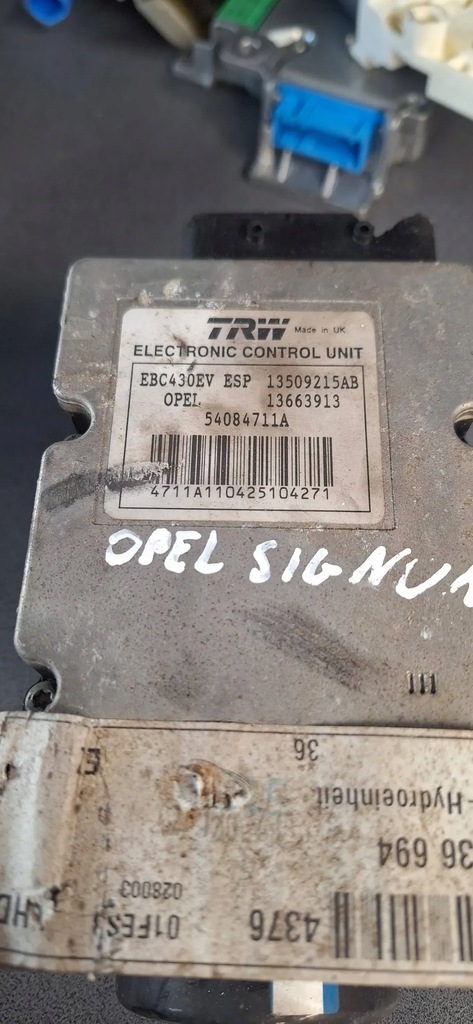 TRW Made in UK
ELECTRONIC CONTROL UNIT
EBC430EV ESP 13509215AB
OPEL 13663913
54084711A
4711A110425104271
OPEL SIGNUM
36
-Hydroeinheit
36 694
028003
01FES 4376